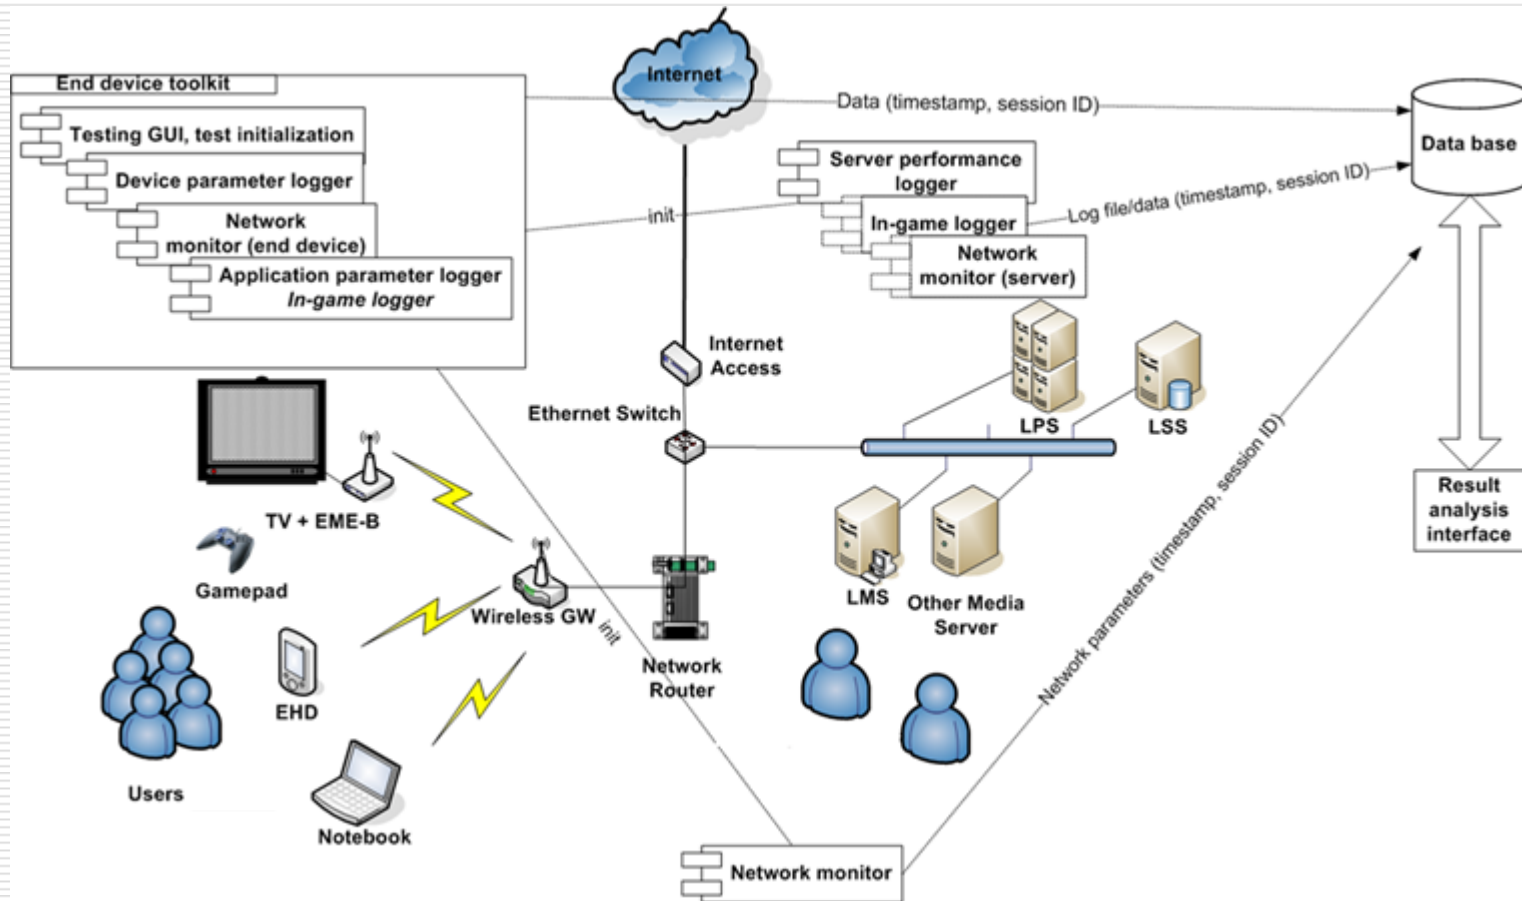 Internet
End device toolkit
Testing GUI, test initialization
Device parameter logger
Network
monitor (end device)
Application parameter logger
In-game logger
Data (timestamp, session ID)
Data base
Server performance
logger
In-game logger
Network
monitor (server)
init
Log file/data (timestamp, session ID)
Internet
Access
Ethernet Switch
LPS
LSS
TV + EME-B
Gamepad
Wireless GW
init
Network
Router
LMS
Other Media
Server
Network parameters (timestamp, session ID)
Result
analysis
interface
EHD
Users
Notebook
Network monitor